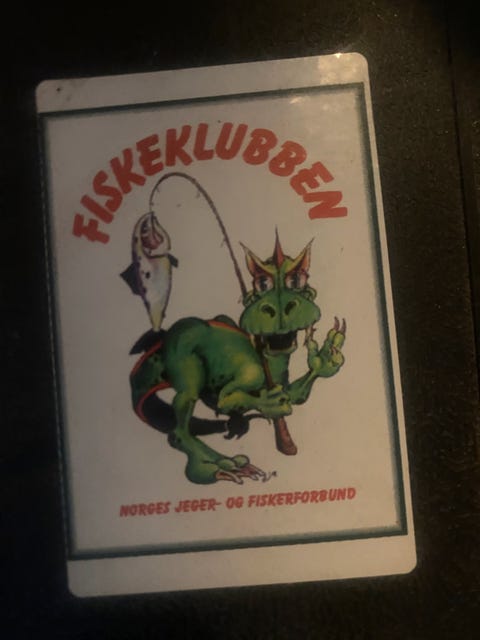 FISKEKLUBBEN
NORGES JEGER- OG FISKERFORBUND